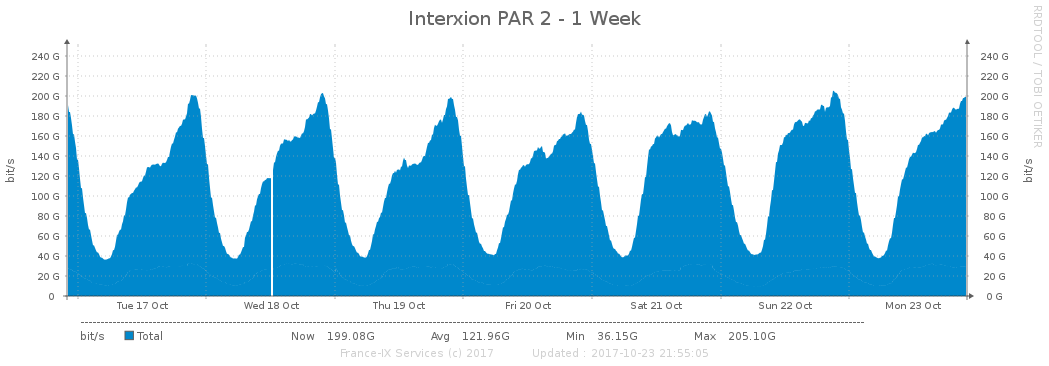 Interxion PAR 2 - 1 Week
RRDTOOL / TOBI OETIKER
bit/s
240 G 240 G
220 G 220 G
200 G 200 G
180 G 180 G
160 G 160 G
140 G 140 G
120 G 120 G
100 G 100 G
80 G 80 G
60 G 60 G
40 G 40 G
20 G 20 G
0 0 G
bit/s
Tue 17 Oct Wed 18 Oct Thu 19 Oct Fri 20 Oct Sat 21 Oct Sun 22 Oct Mon 23 Oct
bit/s Total Now 199.08G Avg 121.96G Min 36.15G Max 205.10G
France-IX Services (c) 2017 Updated : 2017-10-23 21:55:05